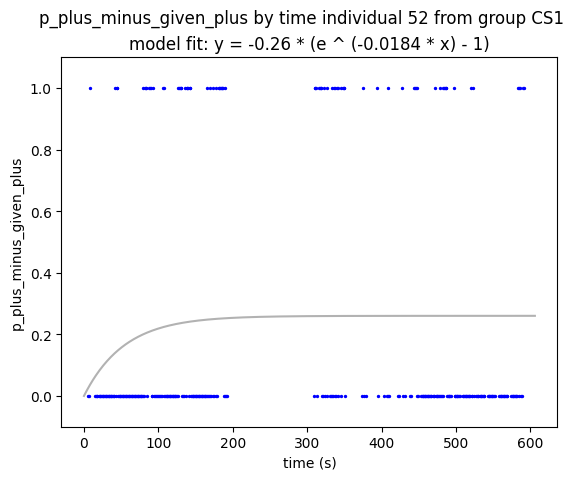 p_plus_minus_given_plus by time individual 52 from group CS1
model fit: y = -0.26 * (e ^ (-0.0184 * x) - 1)
p_plus_minus_given_plus
1.0
0.8
0.6
0.4
0.2
0.0
0 100 200 300 400 500 600
time (s)